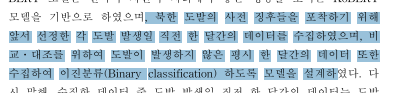 모델을 기반으로 하였으며, 북한 도발의 사전 징후들을 포착하기 위해
앞서 선정한 각 도발 발생일 직전 한 달간의 데이터를 수집하였으며, 비
교·대조를 위하여 도발이 발생하지 않은 평시 한 달간의 데이터 또한
수집하여 이진분류(Binary classification) 하도록 모델을 설계하였다. 다